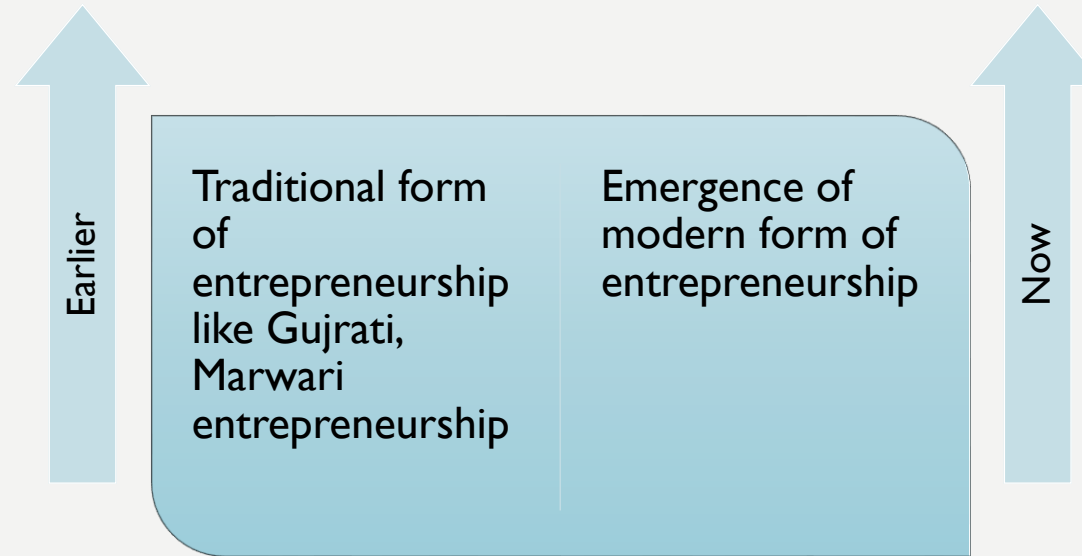 Earlier
Traditional form
of
entrepreneurship
like Gujrati,
Marwari
entrepreneurship
Emergence of
modern form of
entrepreneurship
Now